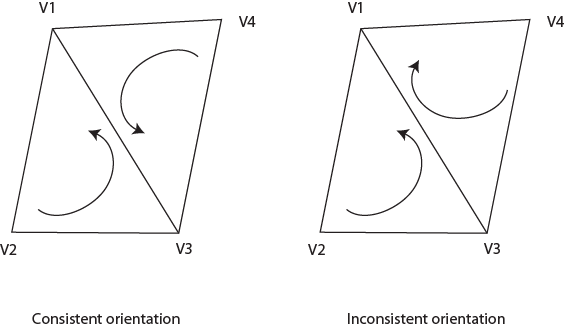 V1
V4
V2
V3
Consistent orientation
V1
V4
V2
V3
Inconsistent orientation